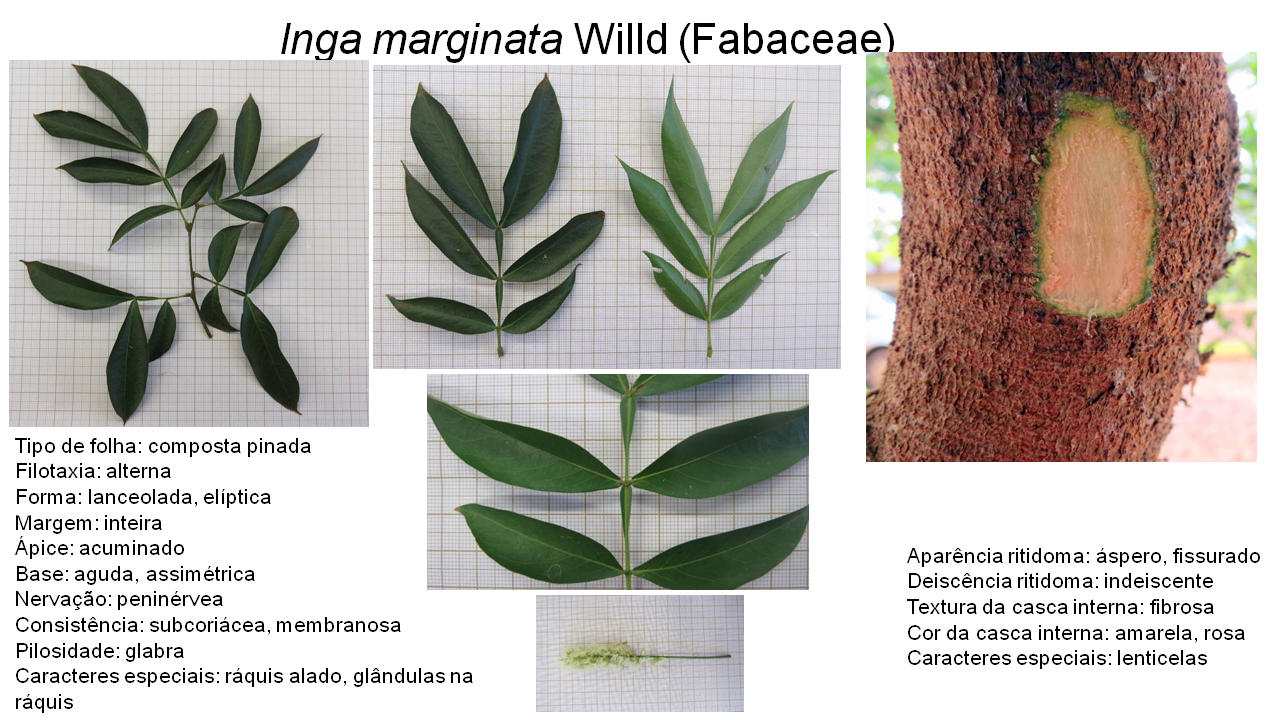 Inga marginata Willd (Fabaceae)
Tipo de folha: composta pinada
Filotaxia: alterna
Forma: lanceolada, elíptica
Margem: inteira
Ápice: acuminado
Base: aguda, assimétrica
Nervação: peninérvea
Consistência: subcoriácea, membranosa
Pilosidade: glabra
Caracteres especiais: ráquis alado, glândulas na
ráquis
Aparência ritidoma: áspero, fissurado
Deiscência ritidoma: indeiscente
Textura da casca interna: fibrosa
Cor da casca interna: amarela, rosa
Caracteres especiais: lenticelas